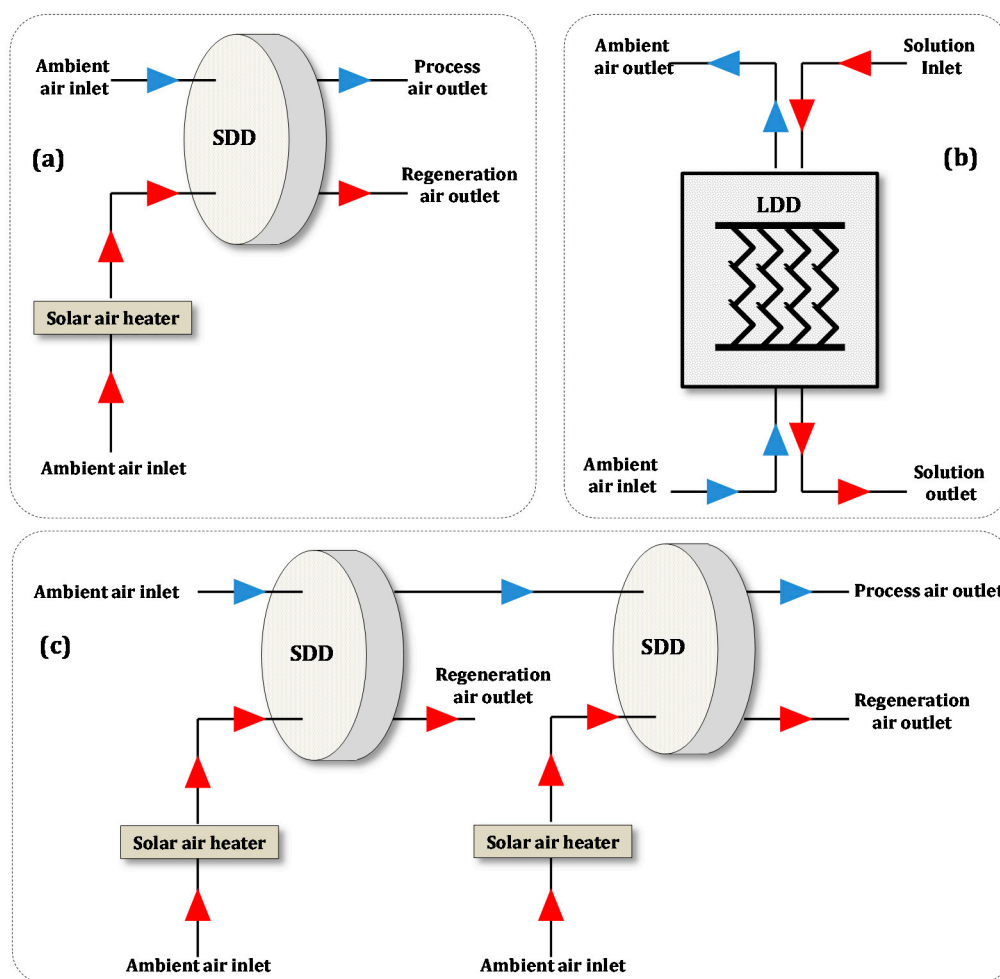 Ambient
air inlet
SDD
Process
air outlet
(a)
Regeneration
air outlet
Solar air heater
Ambient air inlet
Ambient
air outlet
Solution
Inlet
(b)
LDD
Ambient
air inlet
Solution
outlet
Ambient air inlet
Process air outlet
(c)
SDD
SDD
Regeneration
air outlet
Regeneration
air outlet
Solar air heater
Solar air heater
Ambient air inlet
Ambient air inlet